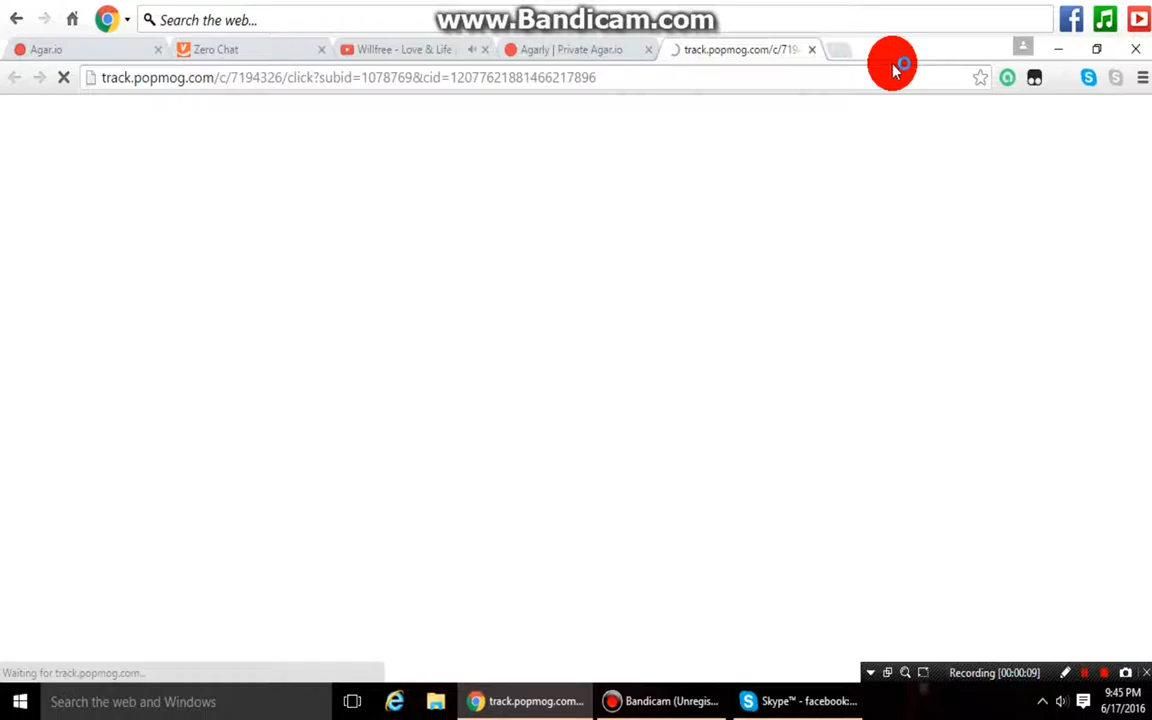 Search the web...
www.Bandicam.com
Agar.io
Zero Chat
Willfree - Love & Life
Agarly | Private Agar.io
track.popmog.com/c/719
track.popmog.com/c/7194326/click?subid=1078769&cid=12077621881466217896
Waiting for track.popmog.com...
Recording [00:00:09]
Search the web and Windows
track.popmog.com...
Bandicam (Unregis...
Skype™ - facebook:...
9:45 PM
6/17/2016